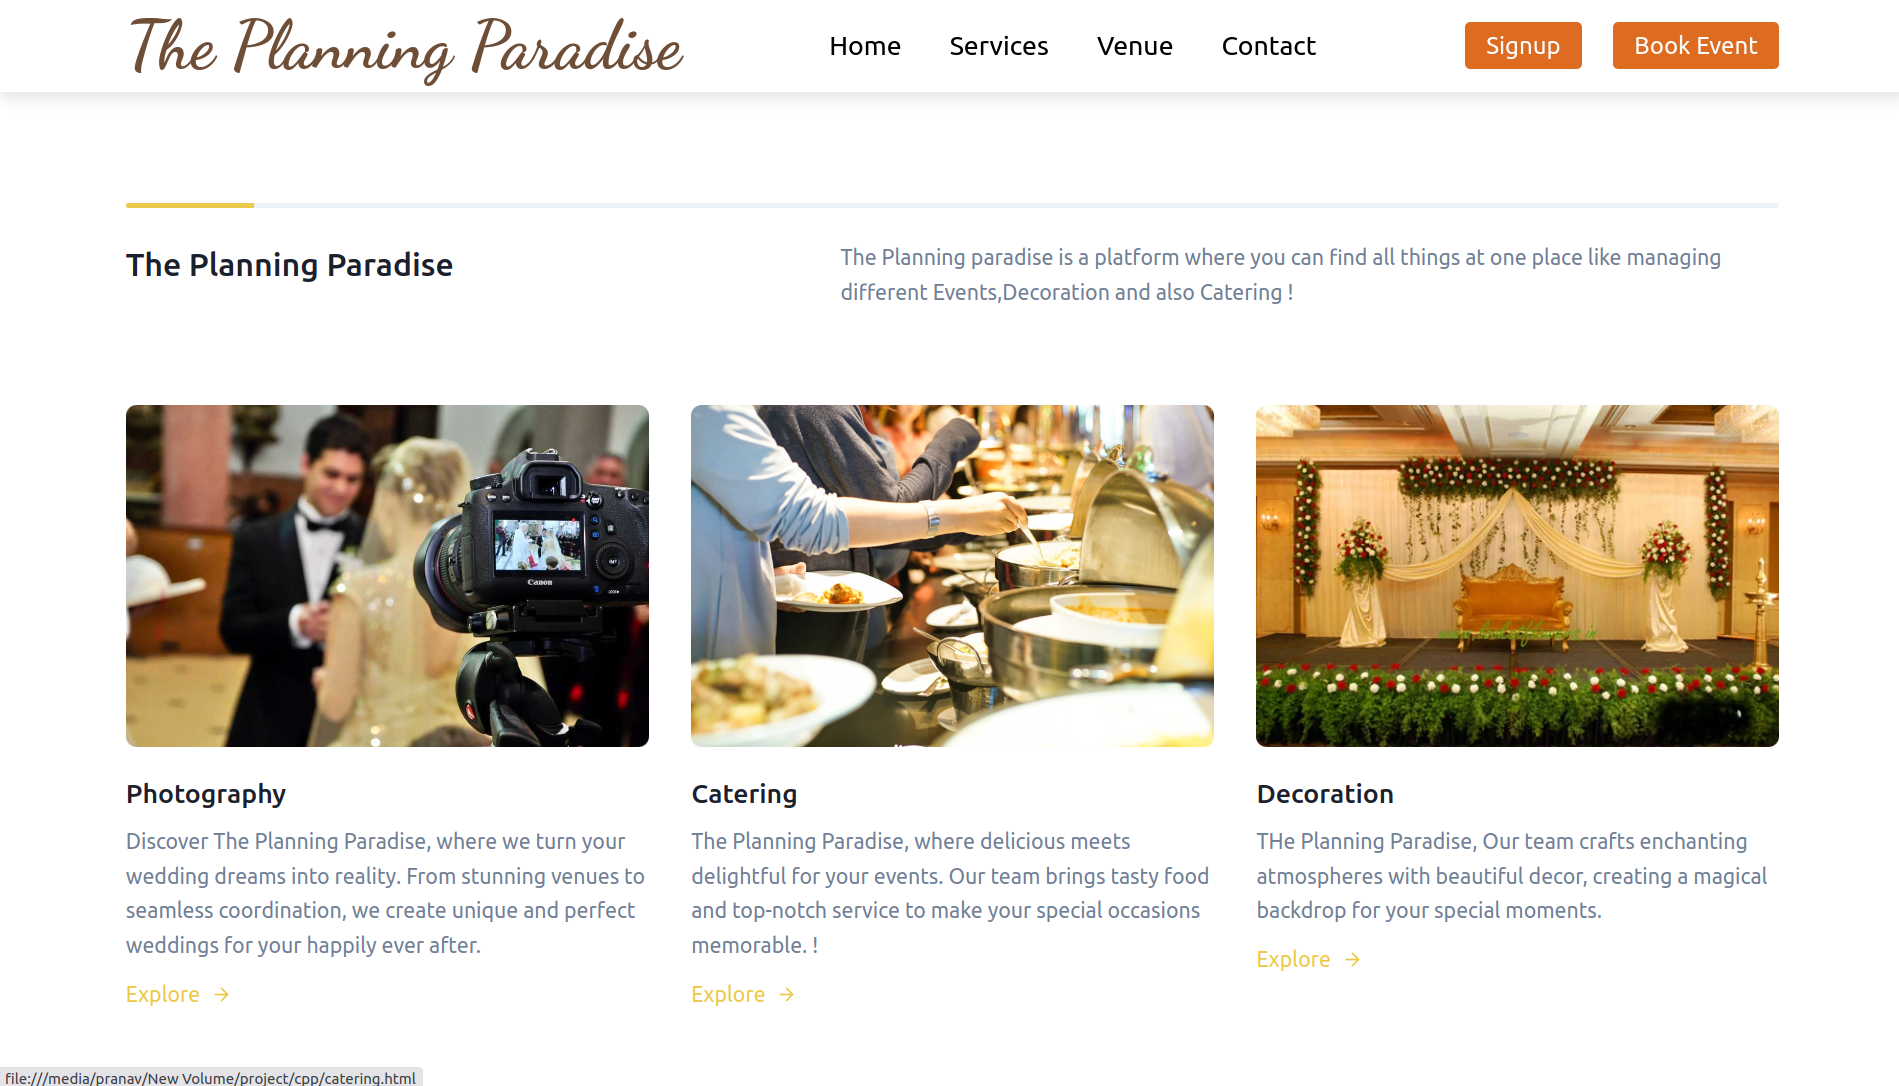 The Planning Paradise
Home
Services
Venue
Contact
Signup
Book Event
The Planning Paradise
The Planning paradise is a platform where you can find all things at one place like managing
different Events,Decoration and also Catering !
Canon
Photography
Discover The Planning Paradise, where we turn your
wedding dreams into reality. From stunning venues to
seamless coordination, we create unique and perfect
weddings for your happily ever after.
Explore →
Catering
The Planning Paradise, where delicious meets
delightful for your events. Our team brings tasty food
and top-notch service to make your special occasions
memorable. !
Explore →
Decoration
THe Planning Paradise, Our team crafts enchanting
atmospheres with beautiful decor, creating a magical
backdrop for your special moments.
Explore →
file:///media/pranav/New Volume/project/cpp/catering.html